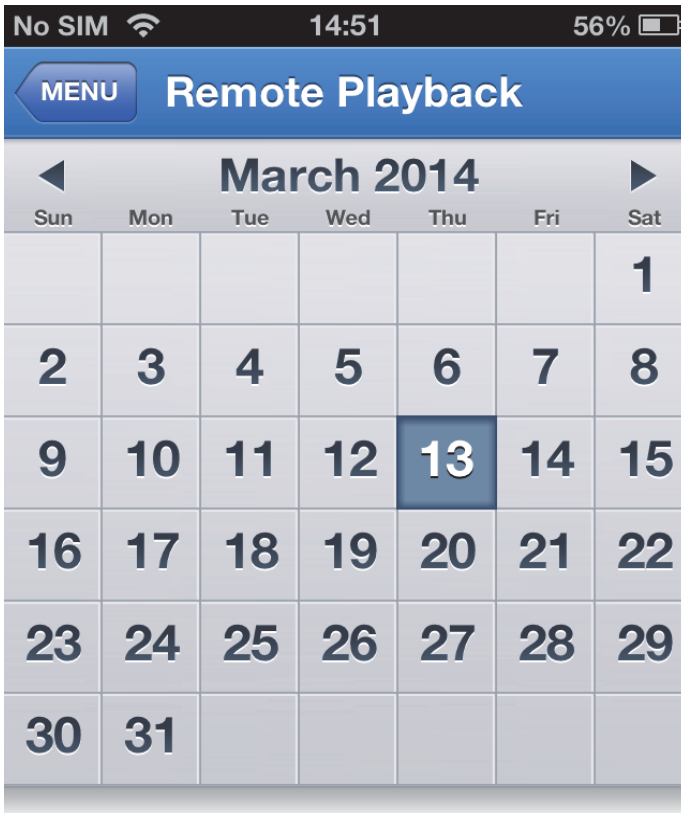 No SIM 14:51 56%
MENU Remote Playback
March 2014
Sun Mon Tue Wed Thu Fri Sat
1
2 3 4 5 6 7 8
9 10 11 12 13 14 15
16 17 18 19 20 21 22
23 24 25 26 27 28 29
30 31